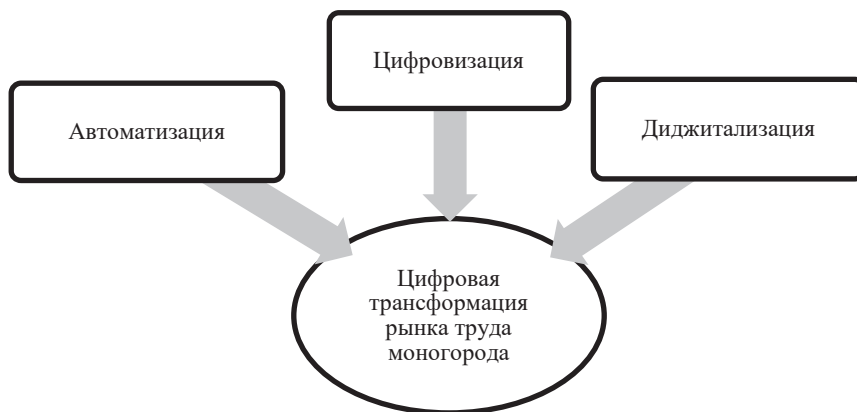 Цифровизация
Автоматизация
Диджитализация
Цифровая
трансформация
рынка труда
моногорода